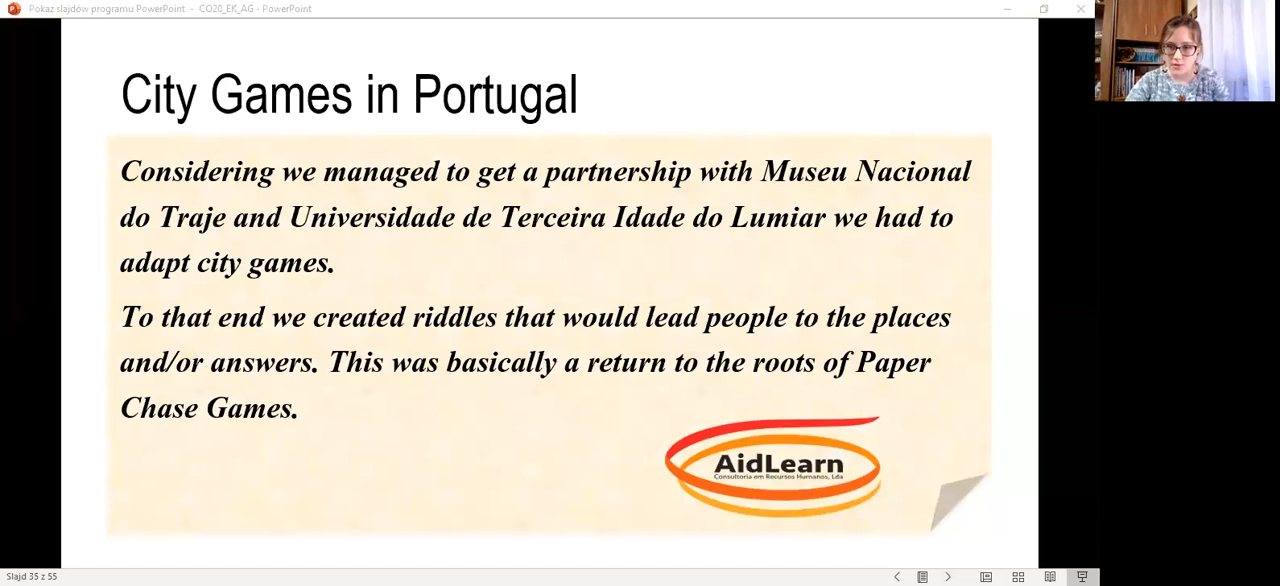 Pokaz slajdów programu PowerPoint - CO20_EK_AG - PowerPoint
City Games in Portugal
Considering we managed to get a partnership with Museu Nacional
do Traje and Universidade de Terceira Idade do Lumiar we had to
adapt city games.
To that end we created riddles that would lead people to the places
and/or answers. This was basically a return to the roots of Paper
Chase Games.
AidLearn
Consultoria em Recursos Humanos, Lda
Slajd 35 z 55